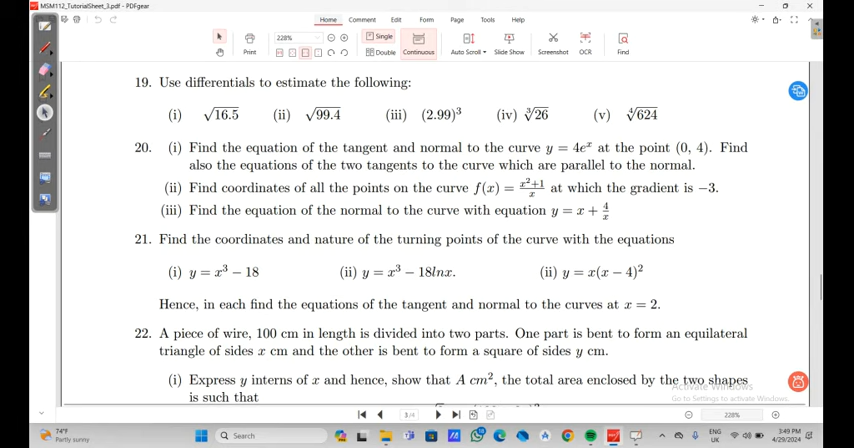 MSM112_TutorialSheet_3.pdf - PDFgear
Home Comment Edit Form Page Tools Help
Print 228% Single Double Continuous Auto Scroll Slide Show Screenshot OCR Find
19. Use differentials to estimate the following:
(i) √16.5 (ii) √99.4 (iii) (2.99)³ (iv) ∛26 (v) ∜624
20. (i) Find the equation of the tangent and normal to the curve y = 4eˣ at the point (0, 4). Find
also the equations of the two tangents to the curve which are parallel to the normal.
(ii) Find coordinates of all the points on the curve f(x) = (x²+1)/x at which the gradient is −3.
(iii) Find the equation of the normal to the curve with equation y = x + 4/x
21. Find the coordinates and nature of the turning points of the curve with the equations
(i) y = x³ − 18 (ii) y = x³ − 18lnx. (ii) y = x(x − 4)²
Hence, in each find the equations of the tangent and normal to the curves at x = 2.
22. A piece of wire, 100 cm in length is divided into two parts. One part is bent to form an equilateral
triangle of sides x cm and the other is bent to form a square of sides y cm.
(i) Express y interns of x and hence, show that A cm², the total area enclosed by the two shapes
is such that
Activate Windows
Go to Settings to activate Windows.
3/4 228%
74°F
Partly sunny
Search
ENG
UK
3:49 PM
4/29/2024